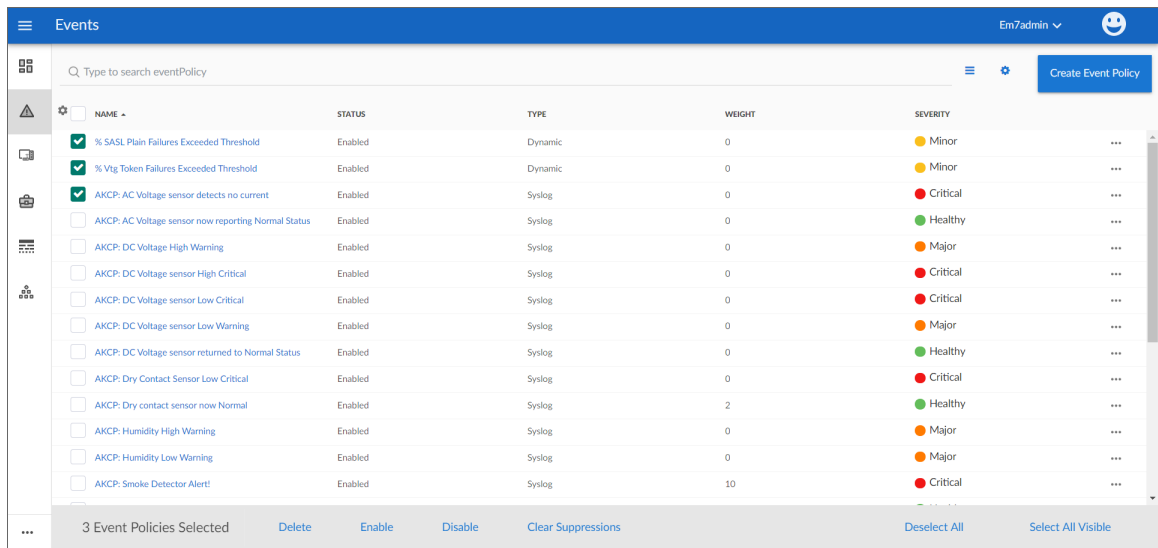 Events
Em7admin
Type to search eventPolicy
Create Event Policy
NAME STATUS TYPE WEIGHT SEVERITY
% SASL Plain Failures Exceeded Threshold Enabled Dynamic 0 Minor
% Vtg Token Failures Exceeded Threshold Enabled Dynamic 0 Minor
AKCP: AC Voltage sensor detects no current Enabled Syslog 0 Critical
AKCP: AC Voltage sensor now reporting Normal Status Enabled Syslog 0 Healthy
AKCP: DC Voltage High Warning Enabled Syslog 0 Major
AKCP: DC Voltage sensor High Critical Enabled Syslog 0 Critical
AKCP: DC Voltage sensor Low Critical Enabled Syslog 0 Critical
AKCP: DC Voltage sensor Low Warning Enabled Syslog 0 Major
AKCP: DC Voltage sensor returned to Normal Status Enabled Syslog 0 Healthy
AKCP: Dry Contact Sensor Low Critical Enabled Syslog 0 Critical
AKCP: Dry contact sensor now Normal Enabled Syslog 2 Healthy
AKCP: Humidity High Warning Enabled Syslog 0 Major
AKCP: Humidity Low Warning Enabled Syslog 0 Major
AKCP: Smoke Detector Alert! Enabled Syslog 10 Critical
3 Event Policies Selected Delete Enable Disable Clear Suppressions Deselect All Select All Visible